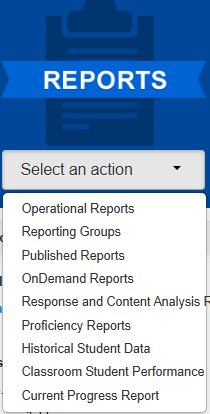 REPORTS
Select an action
Operational Reports
Reporting Groups
Published Reports
OnDemand Reports
Response and Content Analysis R
Proficiency Reports
Historical Student Data
Classroom Student Performance
Current Progress Report